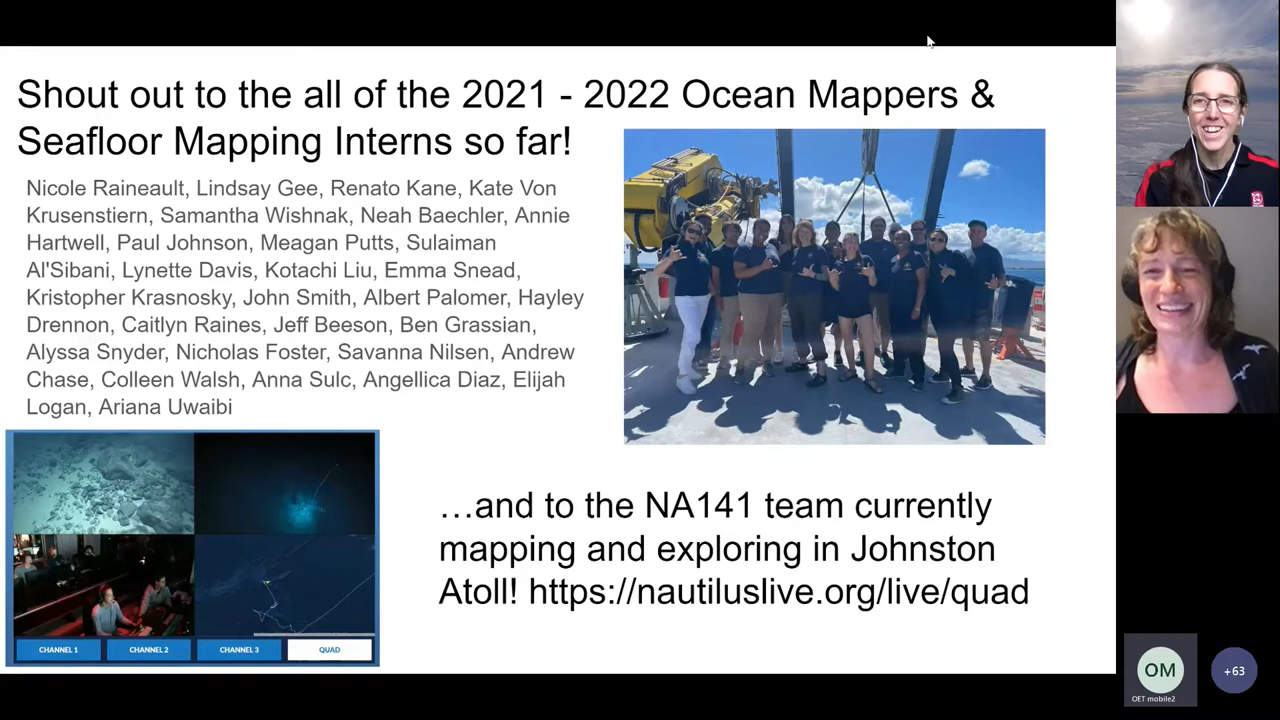 Shout out to the all of the 2021 - 2022 Ocean Mappers &
Seafloor Mapping Interns so far!
Nicole Raineault, Lindsay Gee, Renato Kane, Kate Von
Krusenstiern, Samantha Wishnak, Neah Baechler, Annie
Hartwell, Paul Johnson, Meagan Putts, Sulaiman
Al'Sibani, Lynette Davis, Kotachi Liu, Emma Snead,
Kristopher Krasnosky, John Smith, Albert Palomer, Hayley
Drennon, Caitlyn Raines, Jeff Beeson, Ben Grassian,
Alyssa Snyder, Nicholas Foster, Savanna Nilsen, Andrew
Chase, Colleen Walsh, Anna Sulc, Angellica Diaz, Elijah
Logan, Ariana Uwaibi
CHANNEL 1
CHANNEL 2
CHANNEL 3
QUAD
…and to the NA141 team currently
mapping and exploring in Johnston
Atoll! https://nautiluslive.org/live/quad
OM
OET mobile2
+63